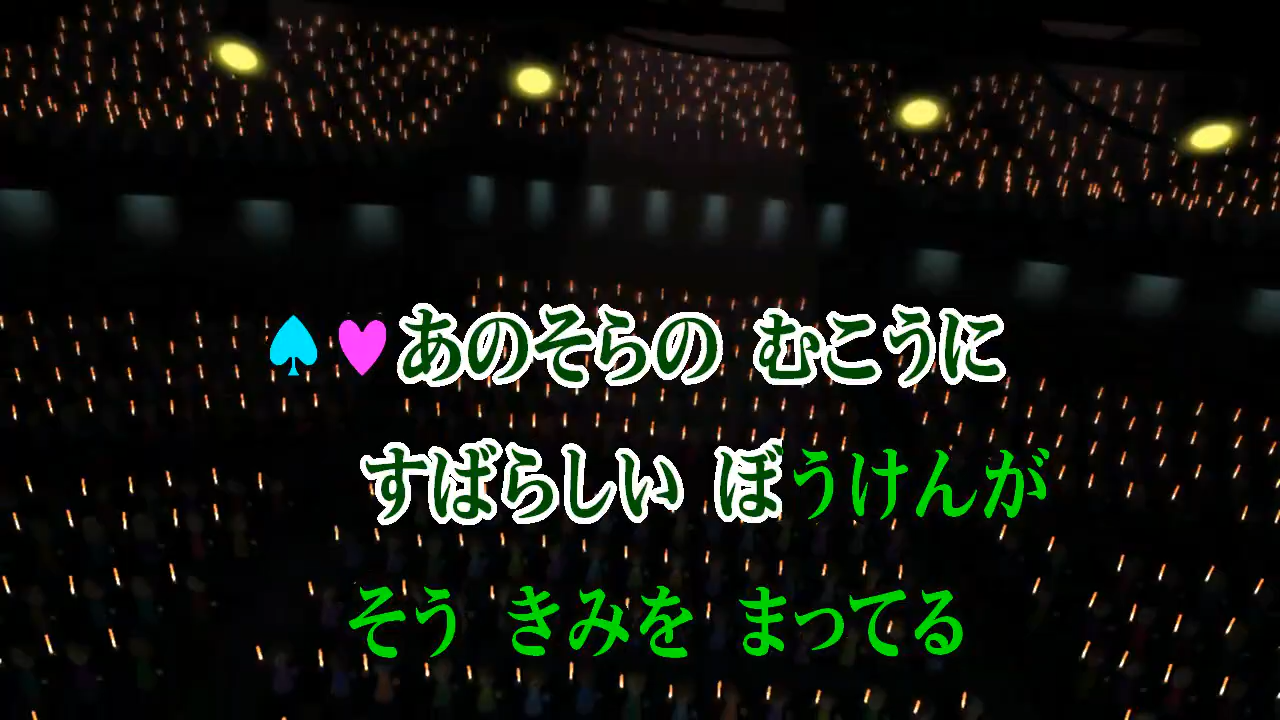 ♠♥あのそらの むこうに
すばらしい ぼうけんが
そう きみを まってる